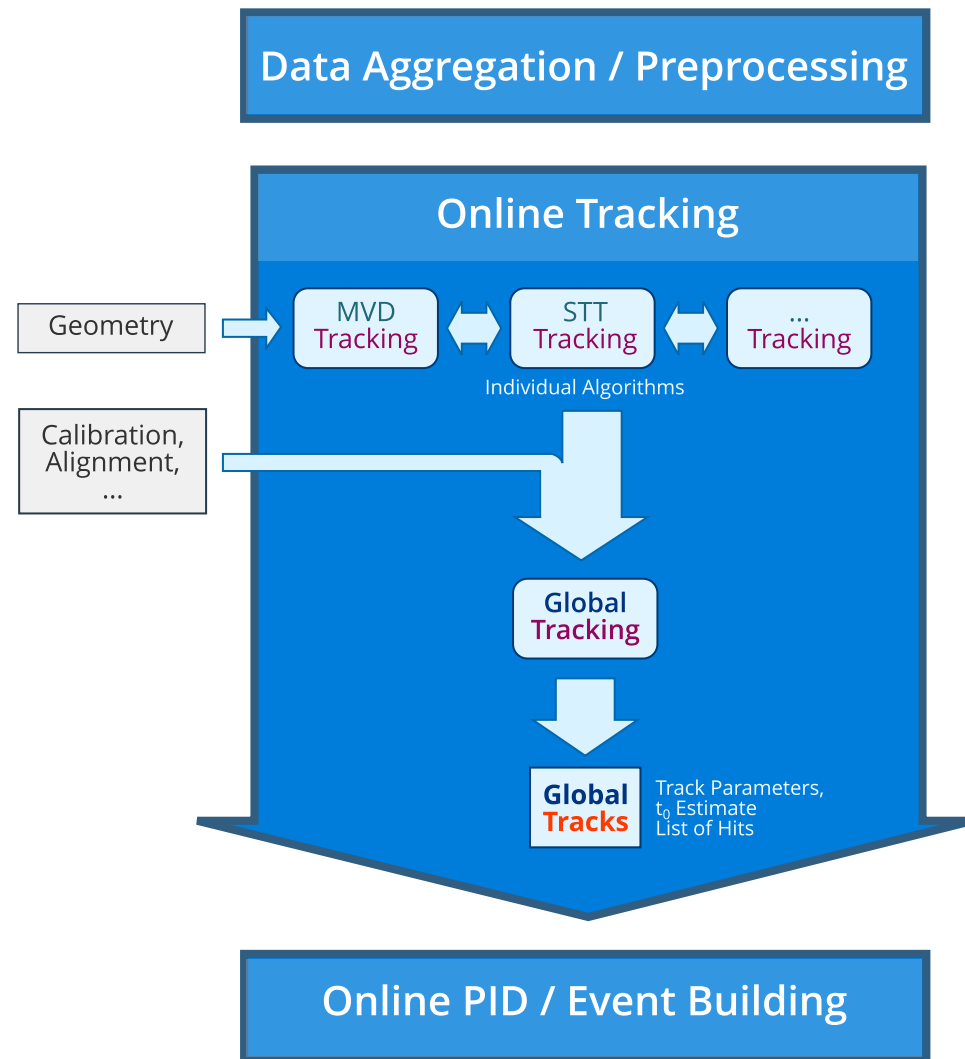 Data Aggregation / Preprocessing
Online Tracking
Geometry
MVD
Tracking
STT
Tracking
...
Tracking
Individual Algorithms
Calibration,
Alignment,
...
Global
Tracking
Global
Tracks
Track Parameters,
t₀ Estimate
List of Hits
Online PID / Event Building